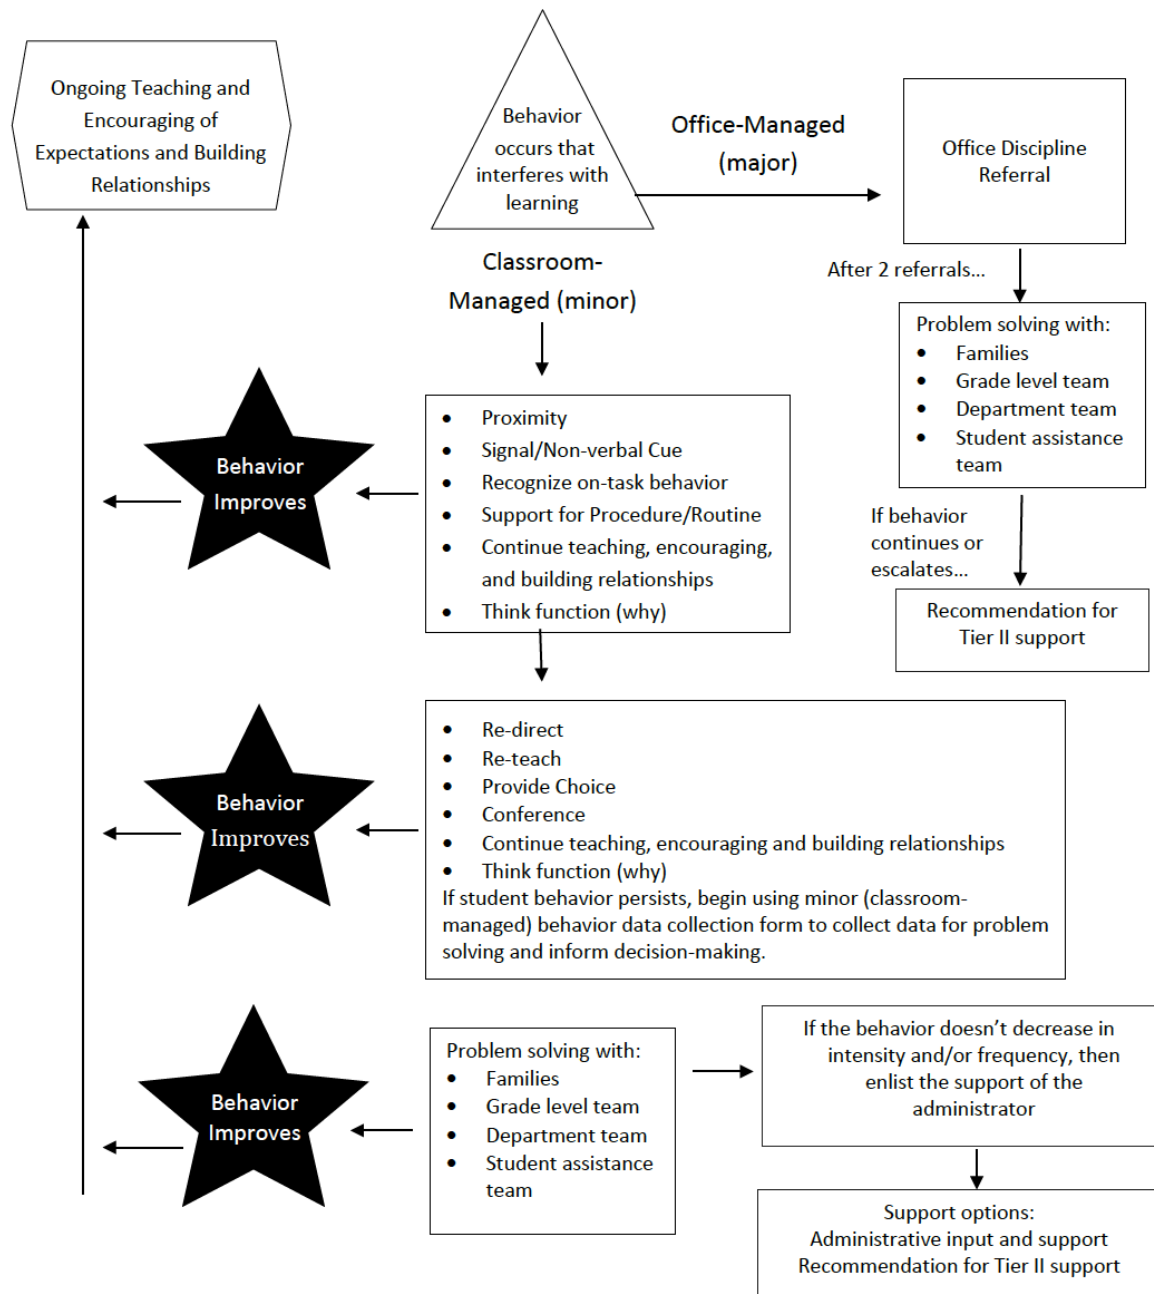 Ongoing Teaching and
Encouraging of
Expectations and Building
Relationships
Behavior
occurs that
interferes with
learning
Office-Managed
(major)
Office Discipline
Referral
Classroom-
Managed (minor)
After 2 referrals...
Problem solving with:
• Families
• Grade level team
• Department team
• Student assistance
team
If behavior
continues or
escalates...
Recommendation for
Tier II support
Behavior
Improves
• Proximity
• Signal/Non-verbal Cue
• Recognize on-task behavior
• Support for Procedure/Routine
• Continue teaching, encouraging,
and building relationships
• Think function (why)
Behavior
Improves
• Re-direct
• Re-teach
• Provide Choice
• Conference
• Continue teaching, encouraging and building relationships
• Think function (why)
If student behavior persists, begin using minor (classroom-
managed) behavior data collection form to collect data for problem
solving and inform decision-making.
Behavior
Improves
Problem solving with:
• Families
• Grade level team
• Department team
• Student assistance
team
If the behavior doesn’t decrease in
intensity and/or frequency, then
enlist the support of the
administrator
Support options:
Administrative input and support
Recommendation for Tier II support